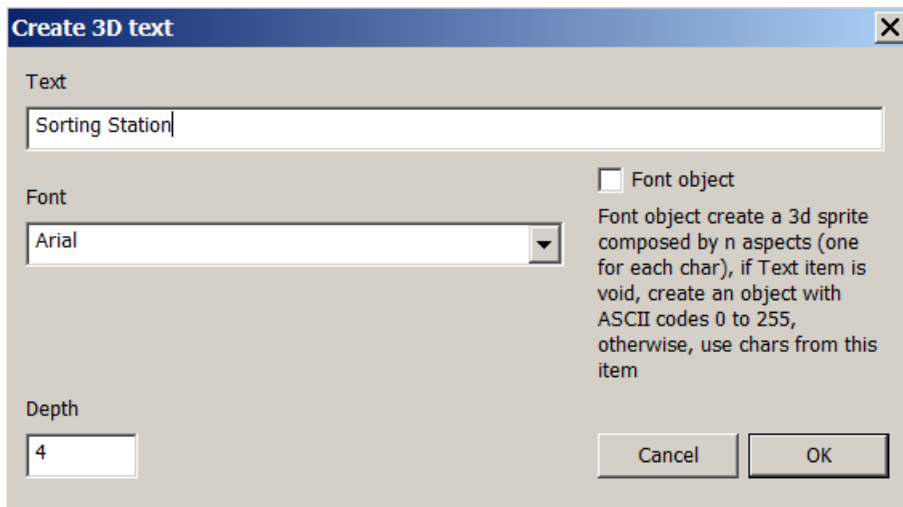 Create 3D text
Text
Sorting Station
Font
Arial
Font object
Font object create a 3d sprite
composed by n aspects (one
for each char), if Text item is
void, create an object with
ASCII codes 0 to 255,
otherwise, use chars from this
item
Depth
4
Cancel
OK